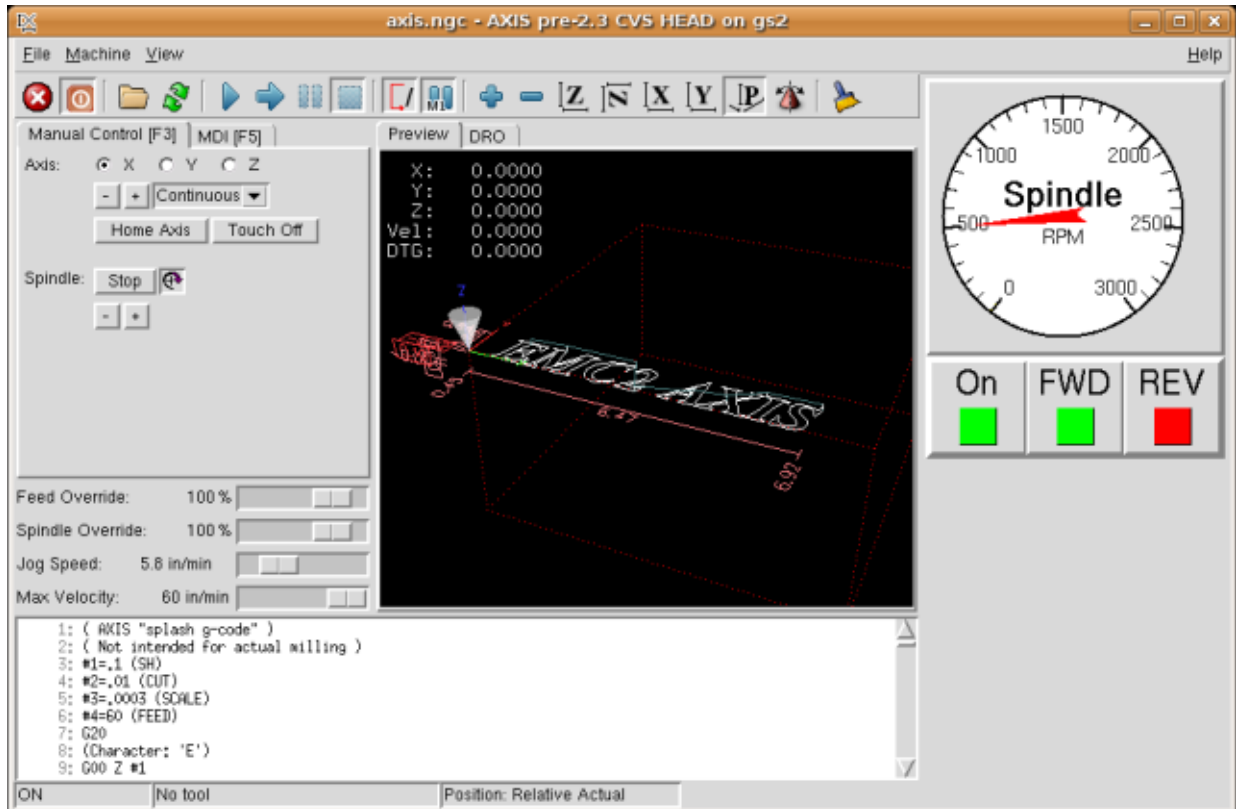 axis.ngc - AXIS pre-2.3 CVS HEAD on gs2
File Machine View Help
M1 Z N X Y P
Manual Control [F3] MDI [F5]
Axis: X Y Z
- + Continuous
Home Axis Touch Off
Spindle: Stop
- +
Feed Override: 100 %
Spindle Override: 100 %
Jog Speed: 5.8 in/min
Max Velocity: 60 in/min
Preview DRO
X: 0.0000
Y: 0.0000
Z: 0.0000
Vel: 0.0000
DTG: 0.0000
Z
EMC2 AXIS
0.45
6.47
6.92
0 500 1000 1500 2000 2500 3000
Spindle
RPM
On FWD REV
1: ( AXIS "splash g-code" )
2: ( Not intended for actual milling )
3: #1=.1 (SH)
4: #2=.01 (CUT)
5: #3=.0003 (SCALE)
6: #4=60 (FEED)
7: G20
8: (Character: 'E')
9: G00 Z #1
ON No tool Position: Relative Actual